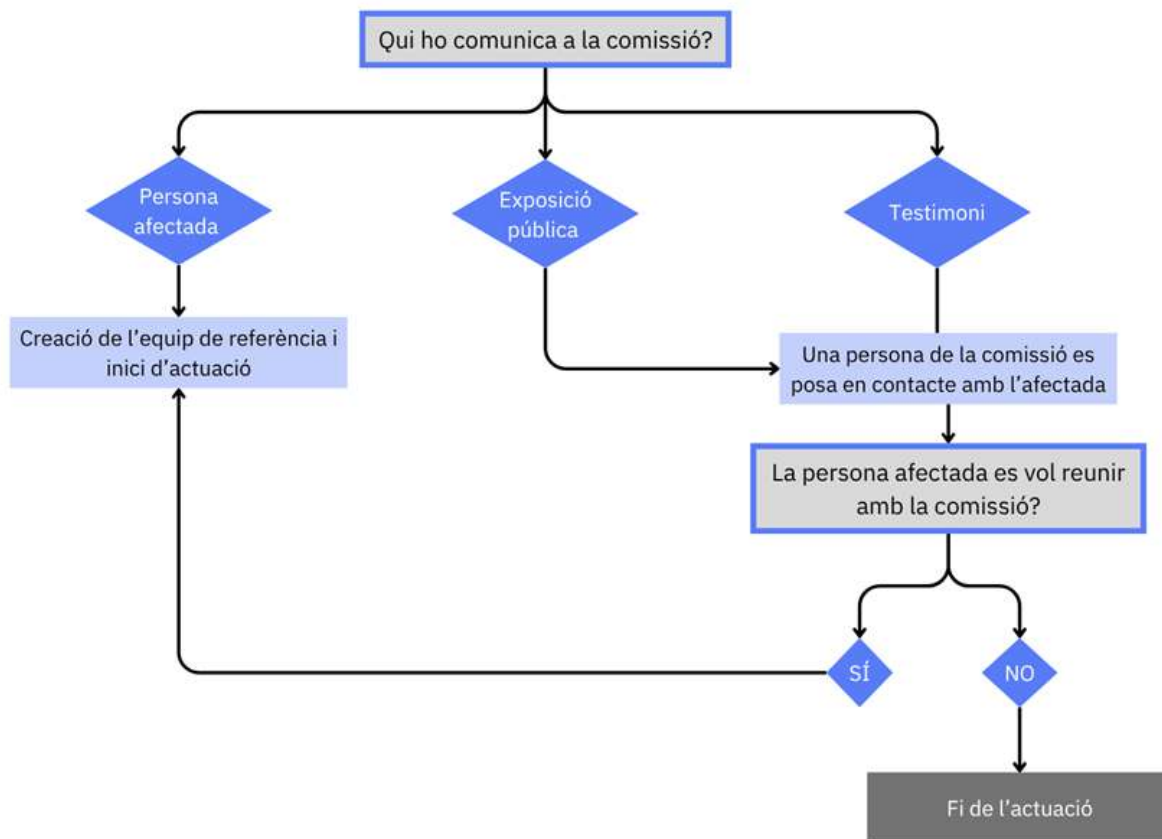 Qui ho comunica a la comissió?
Persona
afectada
Exposició
pública
Testimoni
Creació de l’equip de referència i
inici d’actuació
Una persona de la comissió es
posa en contacte amb l’afectada
La persona afectada es vol reunir
amb la comissió?
SÍ
NO
Fi de l’actuació